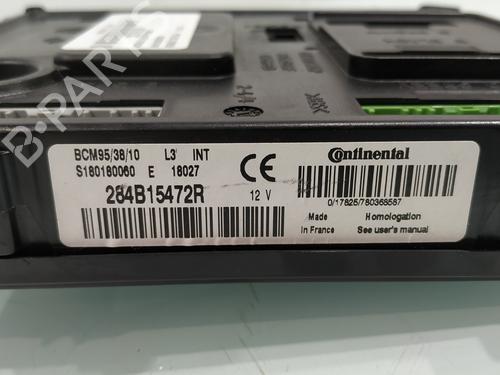 BCM95/38/10 L3 INT
S180180060 E 18027
284B15472R
CE
12 V
Continental
0/17825/780368587
Made
in France
Homologation
See user's manual
B-PARTS